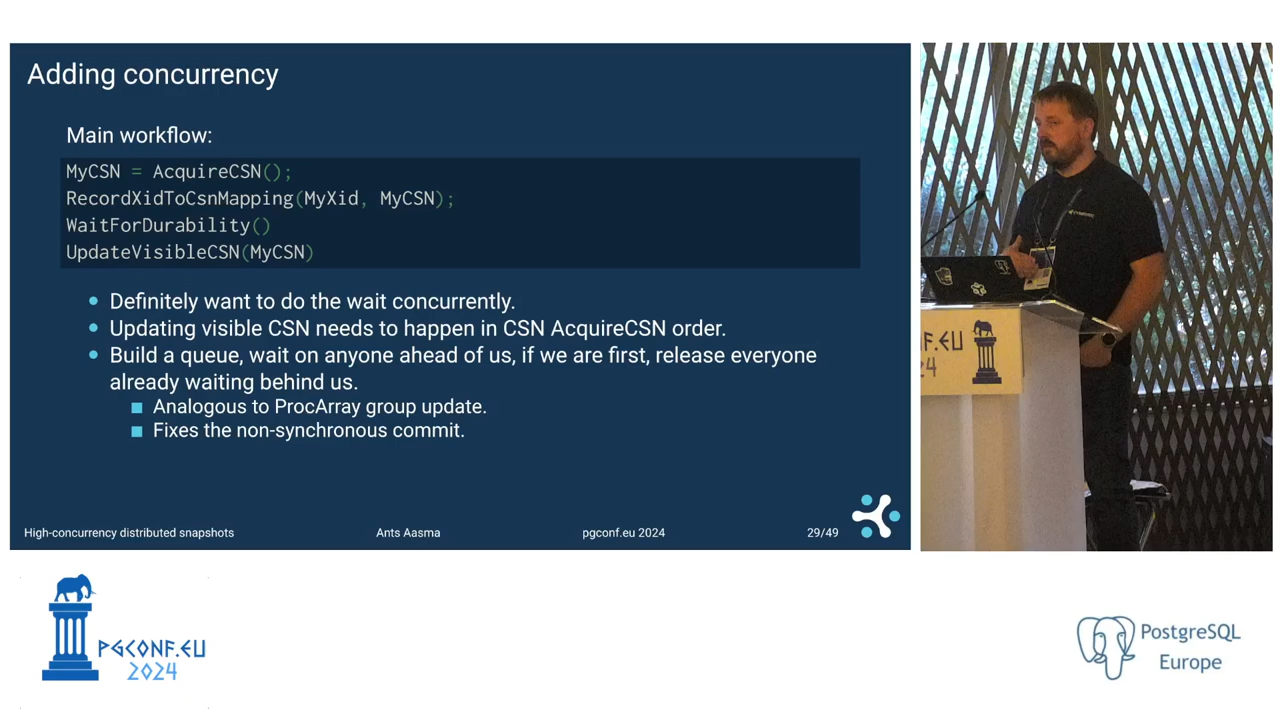 Adding concurrency
Main workflow:
MyCSN = AcquireCSN();
RecordXidToCsnMapping(MyXid, MyCSN);
WaitForDurability()
UpdateVisibleCSN(MyCSN)
Definitely want to do the wait concurrently.
Updating visible CSN needs to happen in CSN AcquireCSN order.
Build a queue, wait on anyone ahead of us, if we are first, release everyone
already waiting behind us.
Analogous to ProcArray group update.
Fixes the non-synchronous commit.
High-concurrency distributed snapshots
Ants Aasma
pgconf.eu 2024
29/49
PGCONF.EU
2024
PostgreSQL
Europe